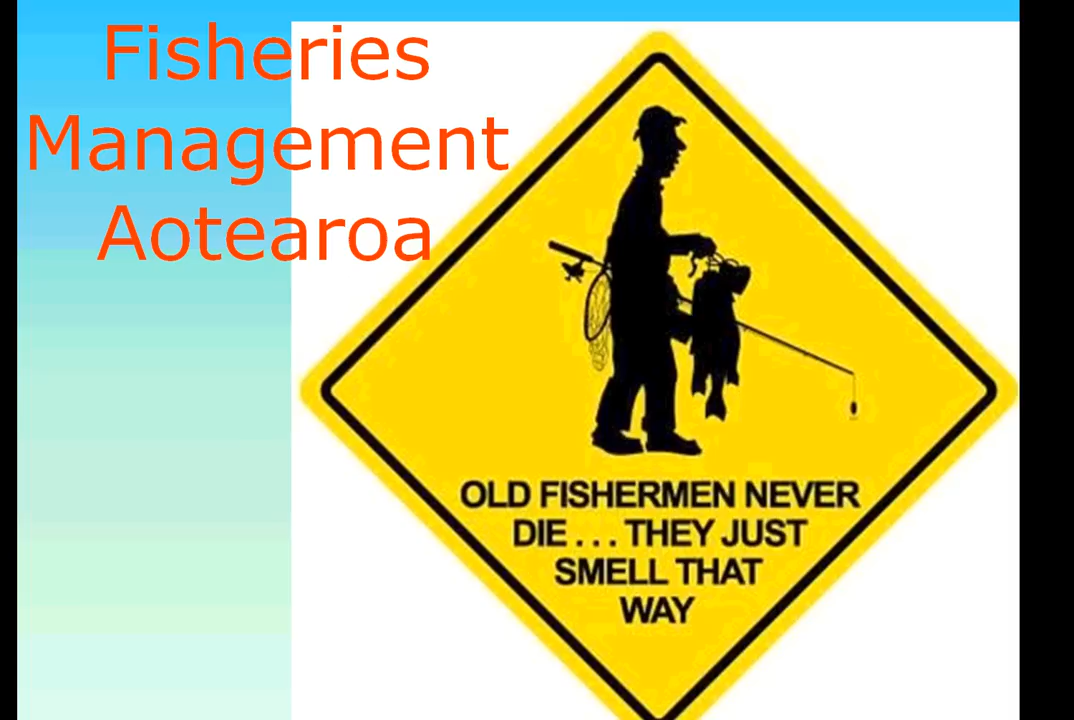 Fisheries
Management
Aotearoa
OLD FISHERMEN NEVER
DIE . . . THEY JUST
SMELL THAT
WAY